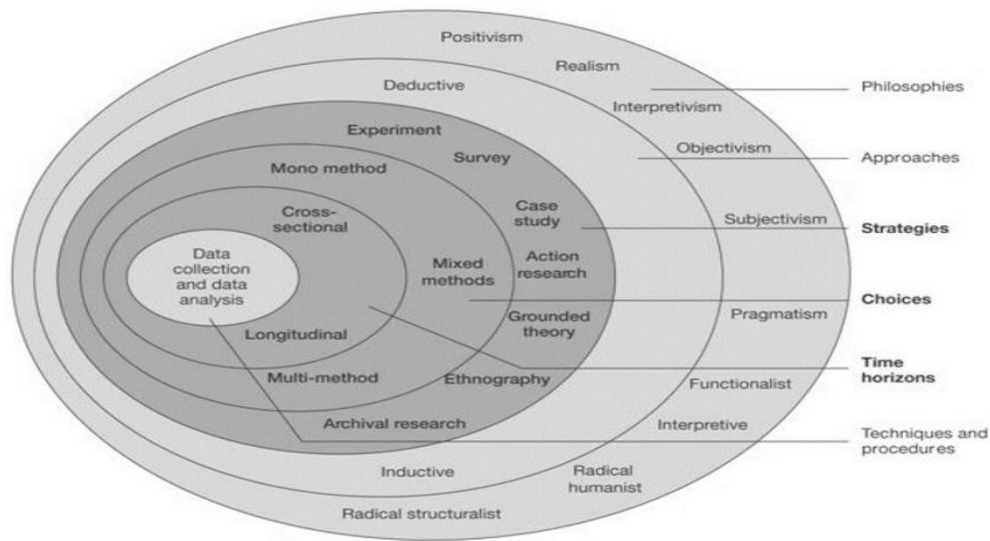 Positivism
Realism
Philosophies
Deductive
Interpretivism
Experiment
Objectivism
Approaches
Survey
Mono method
Case
study
Subjectivism
Strategies
Cross-
sectional
Data
collection
and data
analysis
Mixed
methods
Action
research
Choices
Longitudinal
Grounded
theory
Pragmatism
Time
horizons
Multi-method
Ethnography
Functionalist
Archival research
Interpretive
Techniques and
procedures
Inductive
Radical
humanist
Radical structuralist